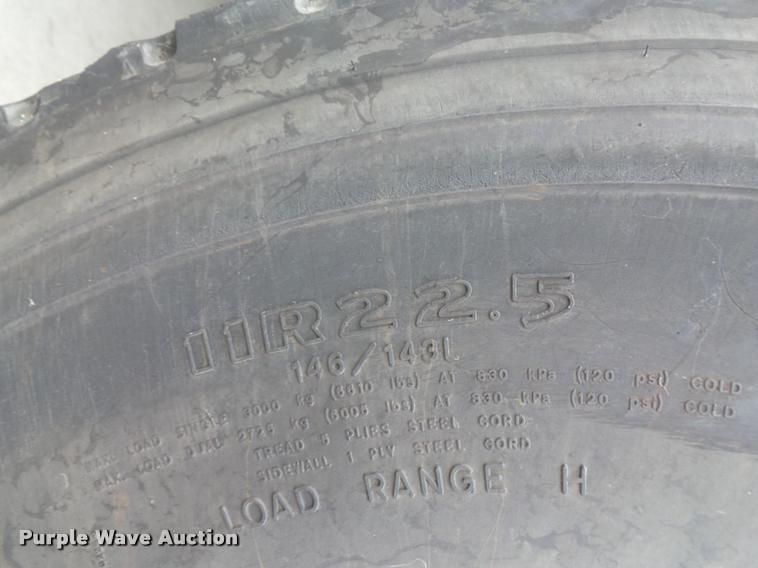 11R22.5
146/143L
MAX. LOAD SINGLE 3000 kg (6610 lbs) AT 830 kPa (120 psi) COLD
MAX. LOAD DUAL 2725 kg (6005 lbs) AT 830 kPa (120 psi) COLD
TREAD 5 PLIES STEEL CORD
SIDEWALL 1 PLY STEEL CORD
LOAD RANGE H
Purple Wave Auction